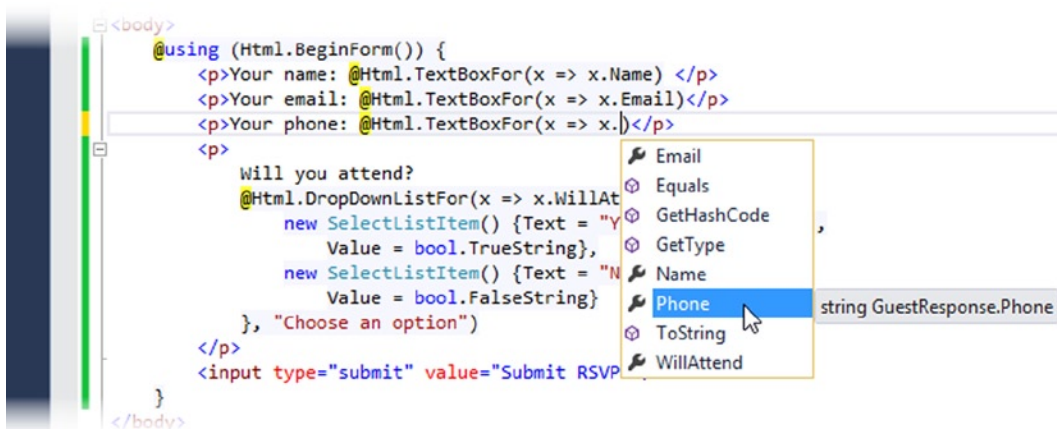 <body>
@using (Html.BeginForm()) {
<p>Your name: @Html.TextBoxFor(x => x.Name) </p>
<p>Your email: @Html.TextBoxFor(x => x.Email)</p>
<p>Your phone: @Html.TextBoxFor(x => x.)</p>
<p>
Will you attend?
@Html.DropDownListFor(x => x.WillAt
new SelectListItem() {Text = "Y ,
Value = bool.TrueString},
new SelectListItem() {Text = "N
Value = bool.FalseString}
}, "Choose an option")
</p>
<input type="submit" value="Submit RSVP
}
</body>
Email
Equals
GetHashCode
GetType
Name
Phone
string GuestResponse.Phone
ToString
WillAttend